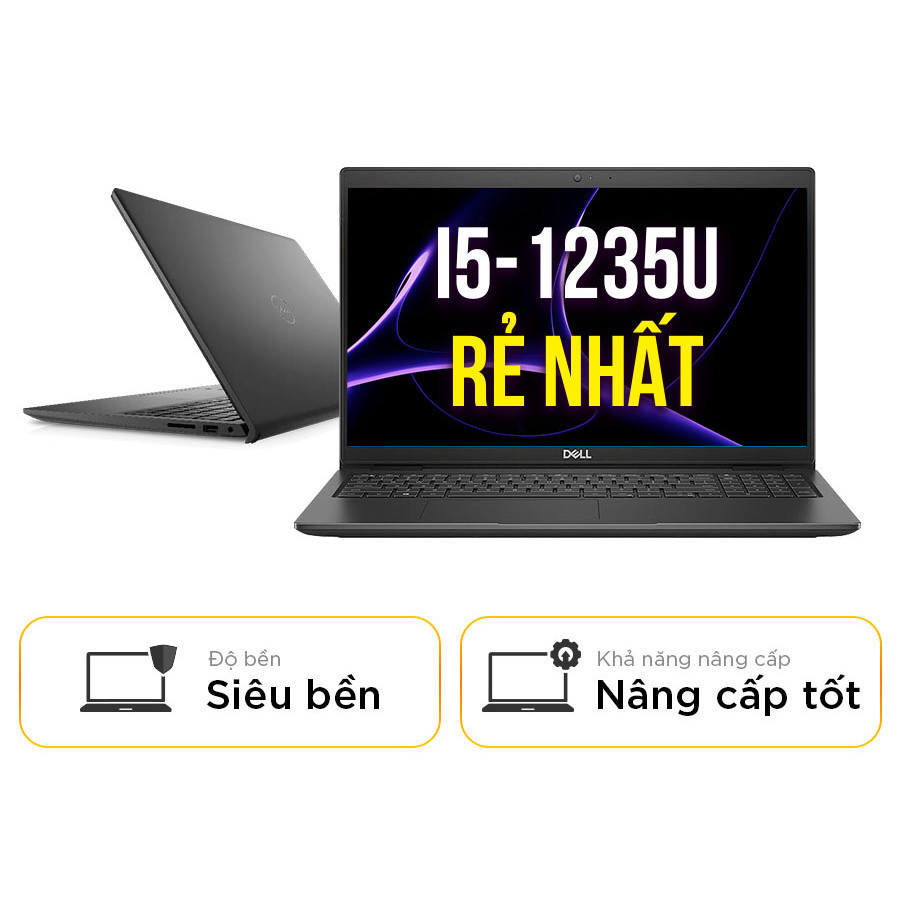 I5-1235U
RẺ NHẤT
DELL
Độ bền
Siêu bền
Khả năng nâng cấp
Nâng cấp tốt